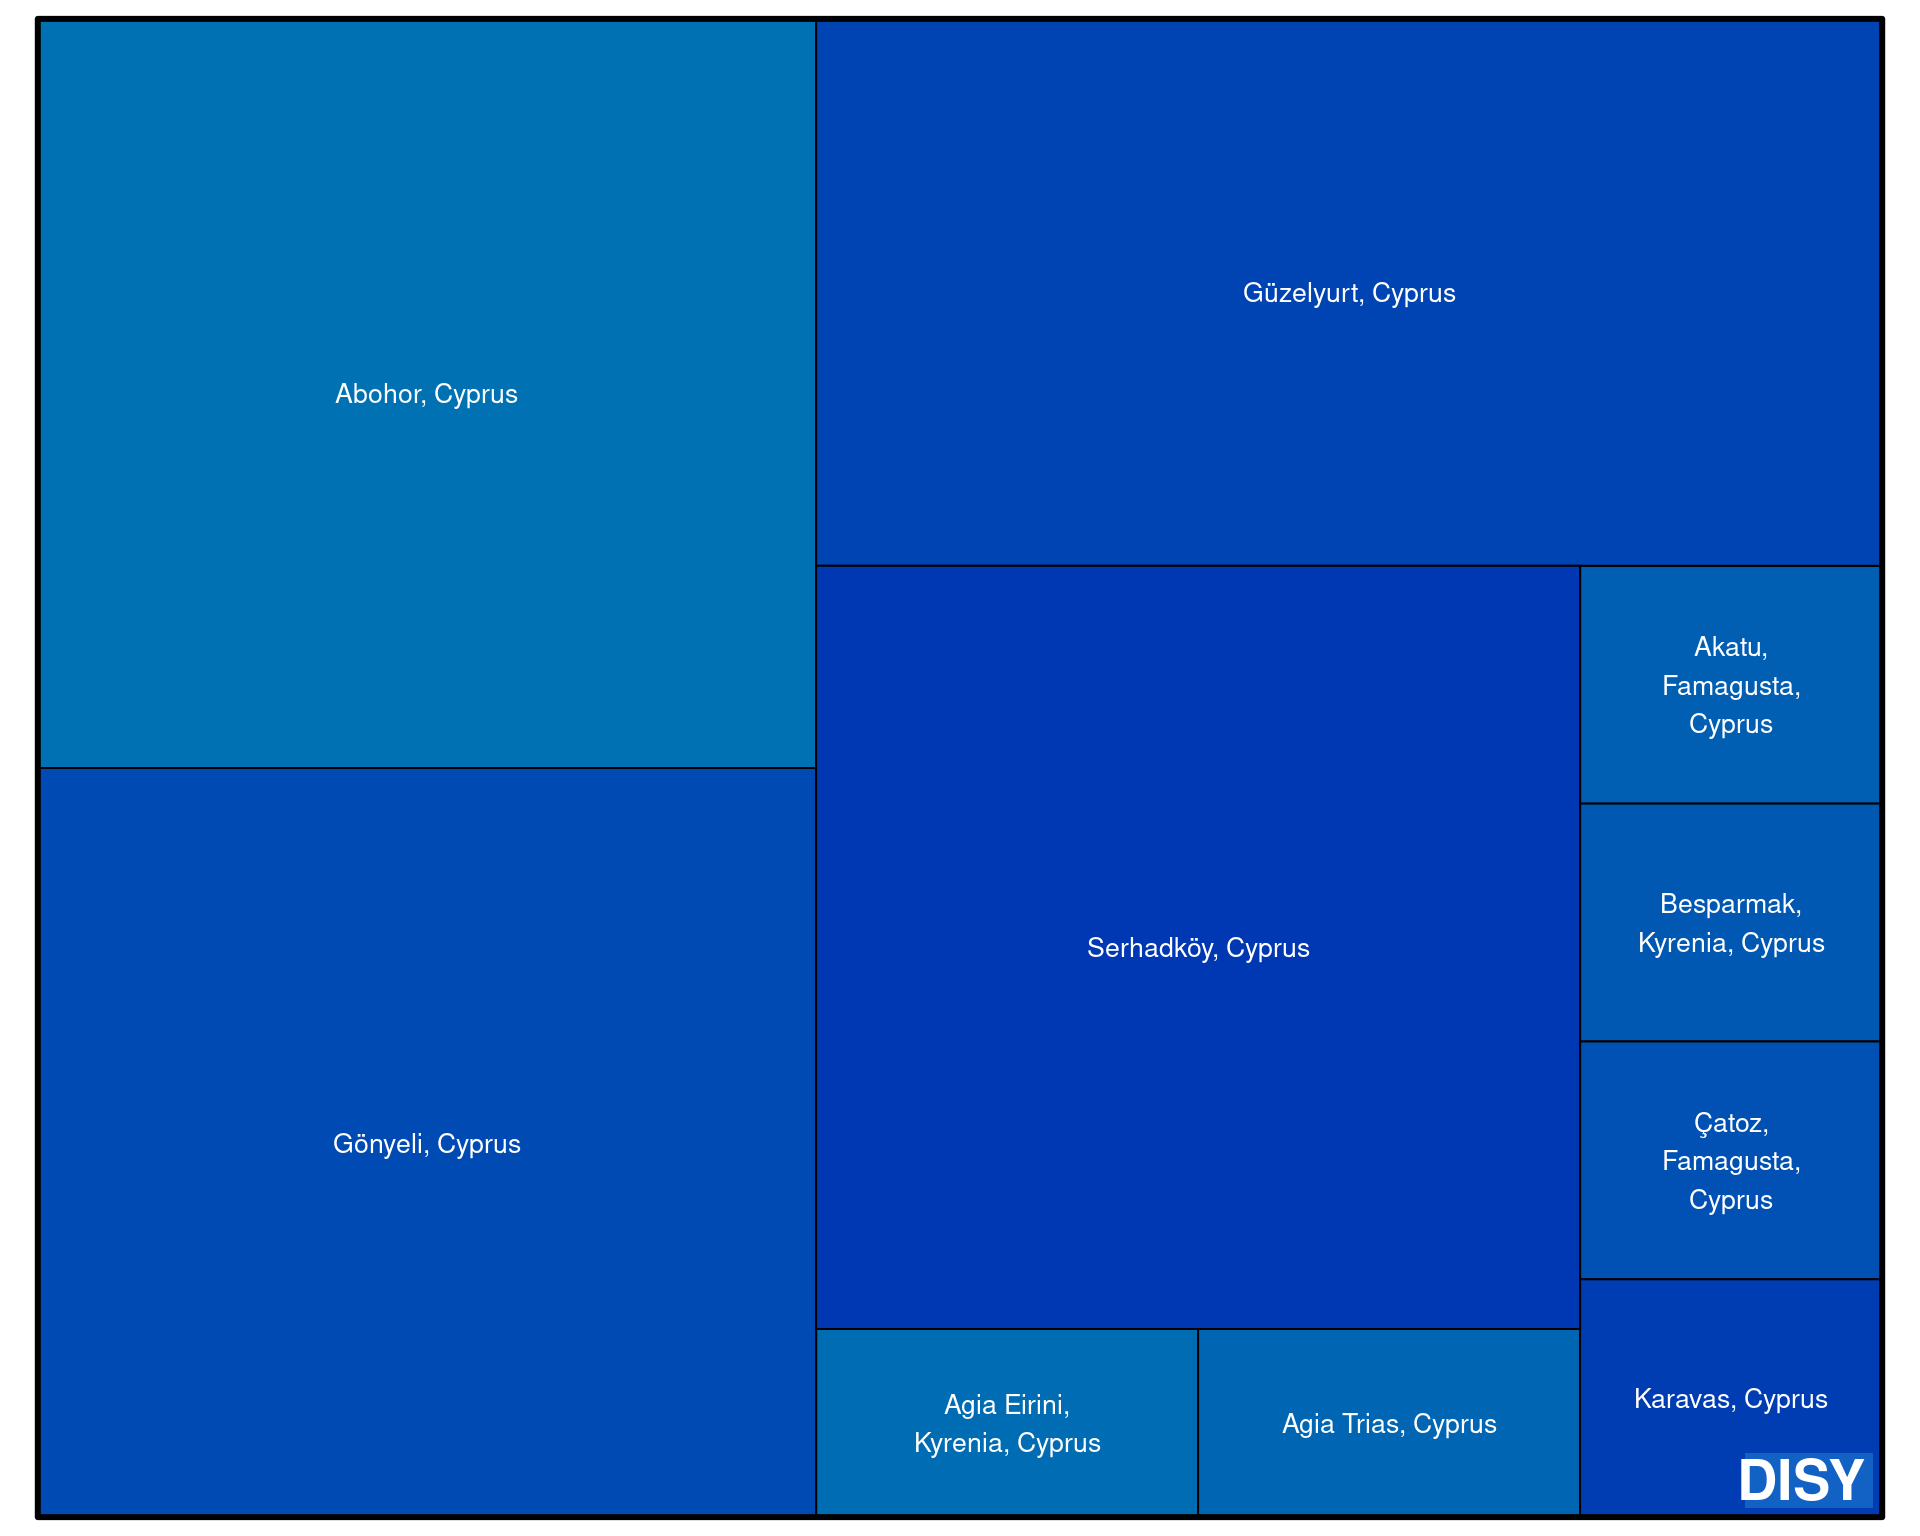 Abohor, Cyprus
Güzelyurt, Cyprus
Akatu,
Famagusta,
Cyprus
Besparmak,
Kyrenia, Cyprus
Serhadköy, Cyprus
Gönyeli, Cyprus
Çatoz,
Famagusta,
Cyprus
Agia Eirini,
Kyrenia, Cyprus
Agia Trias, Cyprus
Karavas, Cyprus
DISY